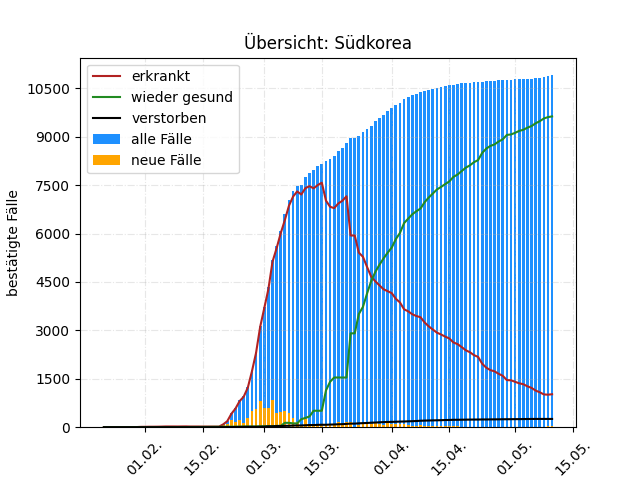 Übersicht: Südkorea
erkrankt
wieder gesund
verstorben
alle Fälle
neue Fälle
bestätigte Fälle
10500
9000
7500
6000
4500
3000
1500
0
01.02.
15.02.
01.03.
15.03.
01.04.
15.04.
01.05.
15.05.